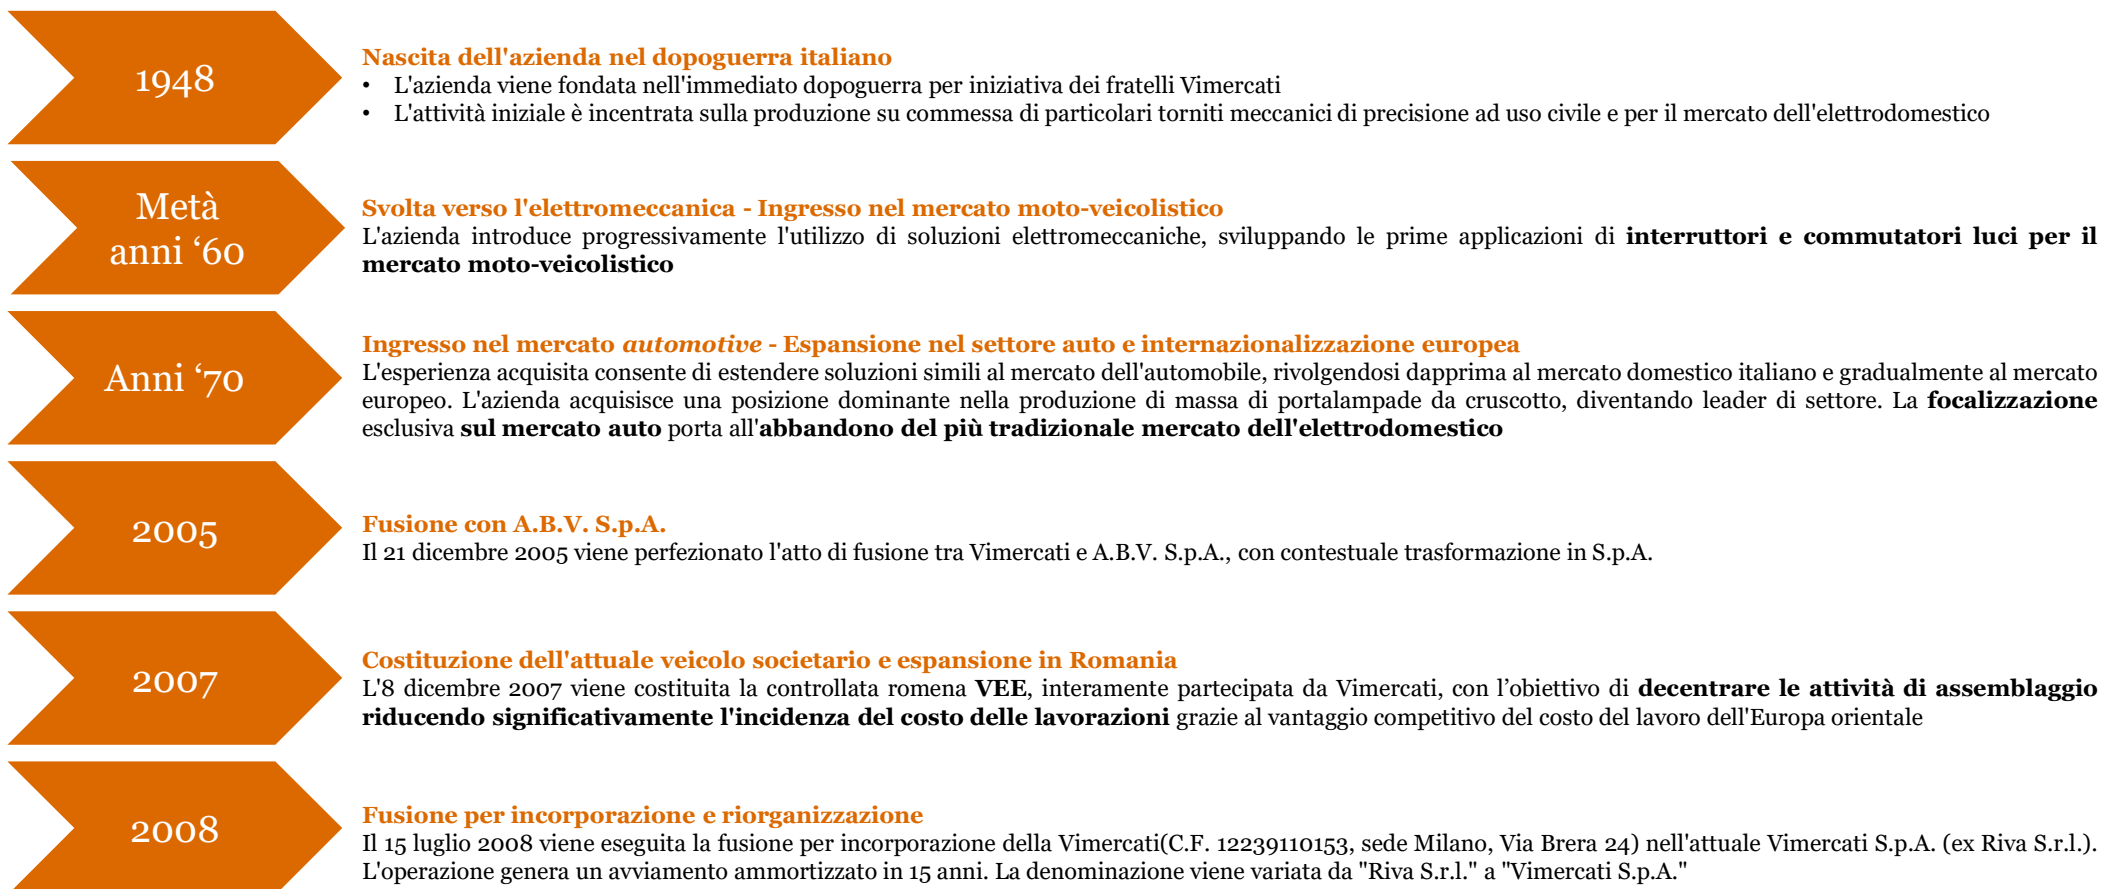 1948
Nascita dell'azienda nel dopoguerra italiano
• L'azienda viene fondata nell'immediato dopoguerra per iniziativa dei fratelli Vimercati
• L'attività iniziale è incentrata sulla produzione su commessa di particolari torniti meccanici di precisione ad uso civile e per il mercato dell'elettrodomestico
Metà
anni ‘60
Svolta verso l'elettromeccanica - Ingresso nel mercato moto-veicolistico
L'azienda introduce progressivamente l'utilizzo di soluzioni elettromeccaniche, sviluppando le prime applicazioni di interruttori e commutatori luci per il
mercato moto-veicolistico
Anni ‘70
Ingresso nel mercato automotive - Espansione nel settore auto e internazionalizzazione europea
L'esperienza acquisita consente di estendere soluzioni simili al mercato dell'automobile, rivolgendosi dapprima al mercato domestico italiano e gradualmente al mercato
europeo. L'azienda acquisisce una posizione dominante nella produzione di massa di portalampade da cruscotto, diventando leader di settore. La focalizzazione
esclusiva sul mercato auto porta all'abbandono del più tradizionale mercato dell'elettrodomestico
2005
Fusione con A.B.V. S.p.A.
Il 21 dicembre 2005 viene perfezionato l'atto di fusione tra Vimercati e A.B.V. S.p.A., con contestuale trasformazione in S.p.A.
2007
Costituzione dell'attuale veicolo societario e espansione in Romania
L'8 dicembre 2007 viene costituita la controllata romena VEE, interamente partecipata da Vimercati, con l’obiettivo di decentrare le attività di assemblaggio
riducendo significativamente l'incidenza del costo delle lavorazioni grazie al vantaggio competitivo del costo del lavoro dell'Europa orientale
2008
Fusione per incorporazione e riorganizzazione
Il 15 luglio 2008 viene eseguita la fusione per incorporazione della Vimercati(C.F. 12239110153, sede Milano, Via Brera 24) nell'attuale Vimercati S.p.A. (ex Riva S.r.l.).
L'operazione genera un avviamento ammortizzato in 15 anni. La denominazione viene variata da "Riva S.r.l." a "Vimercati S.p.A."